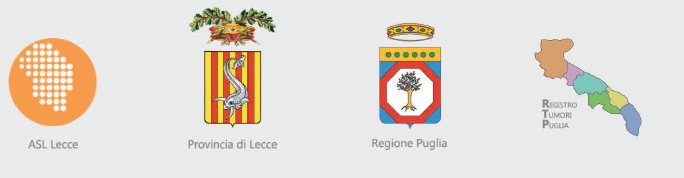 ASL Lecce
Provincia di Lecce
Regione Puglia
REGISTRO
TUMORI
PUGLIA